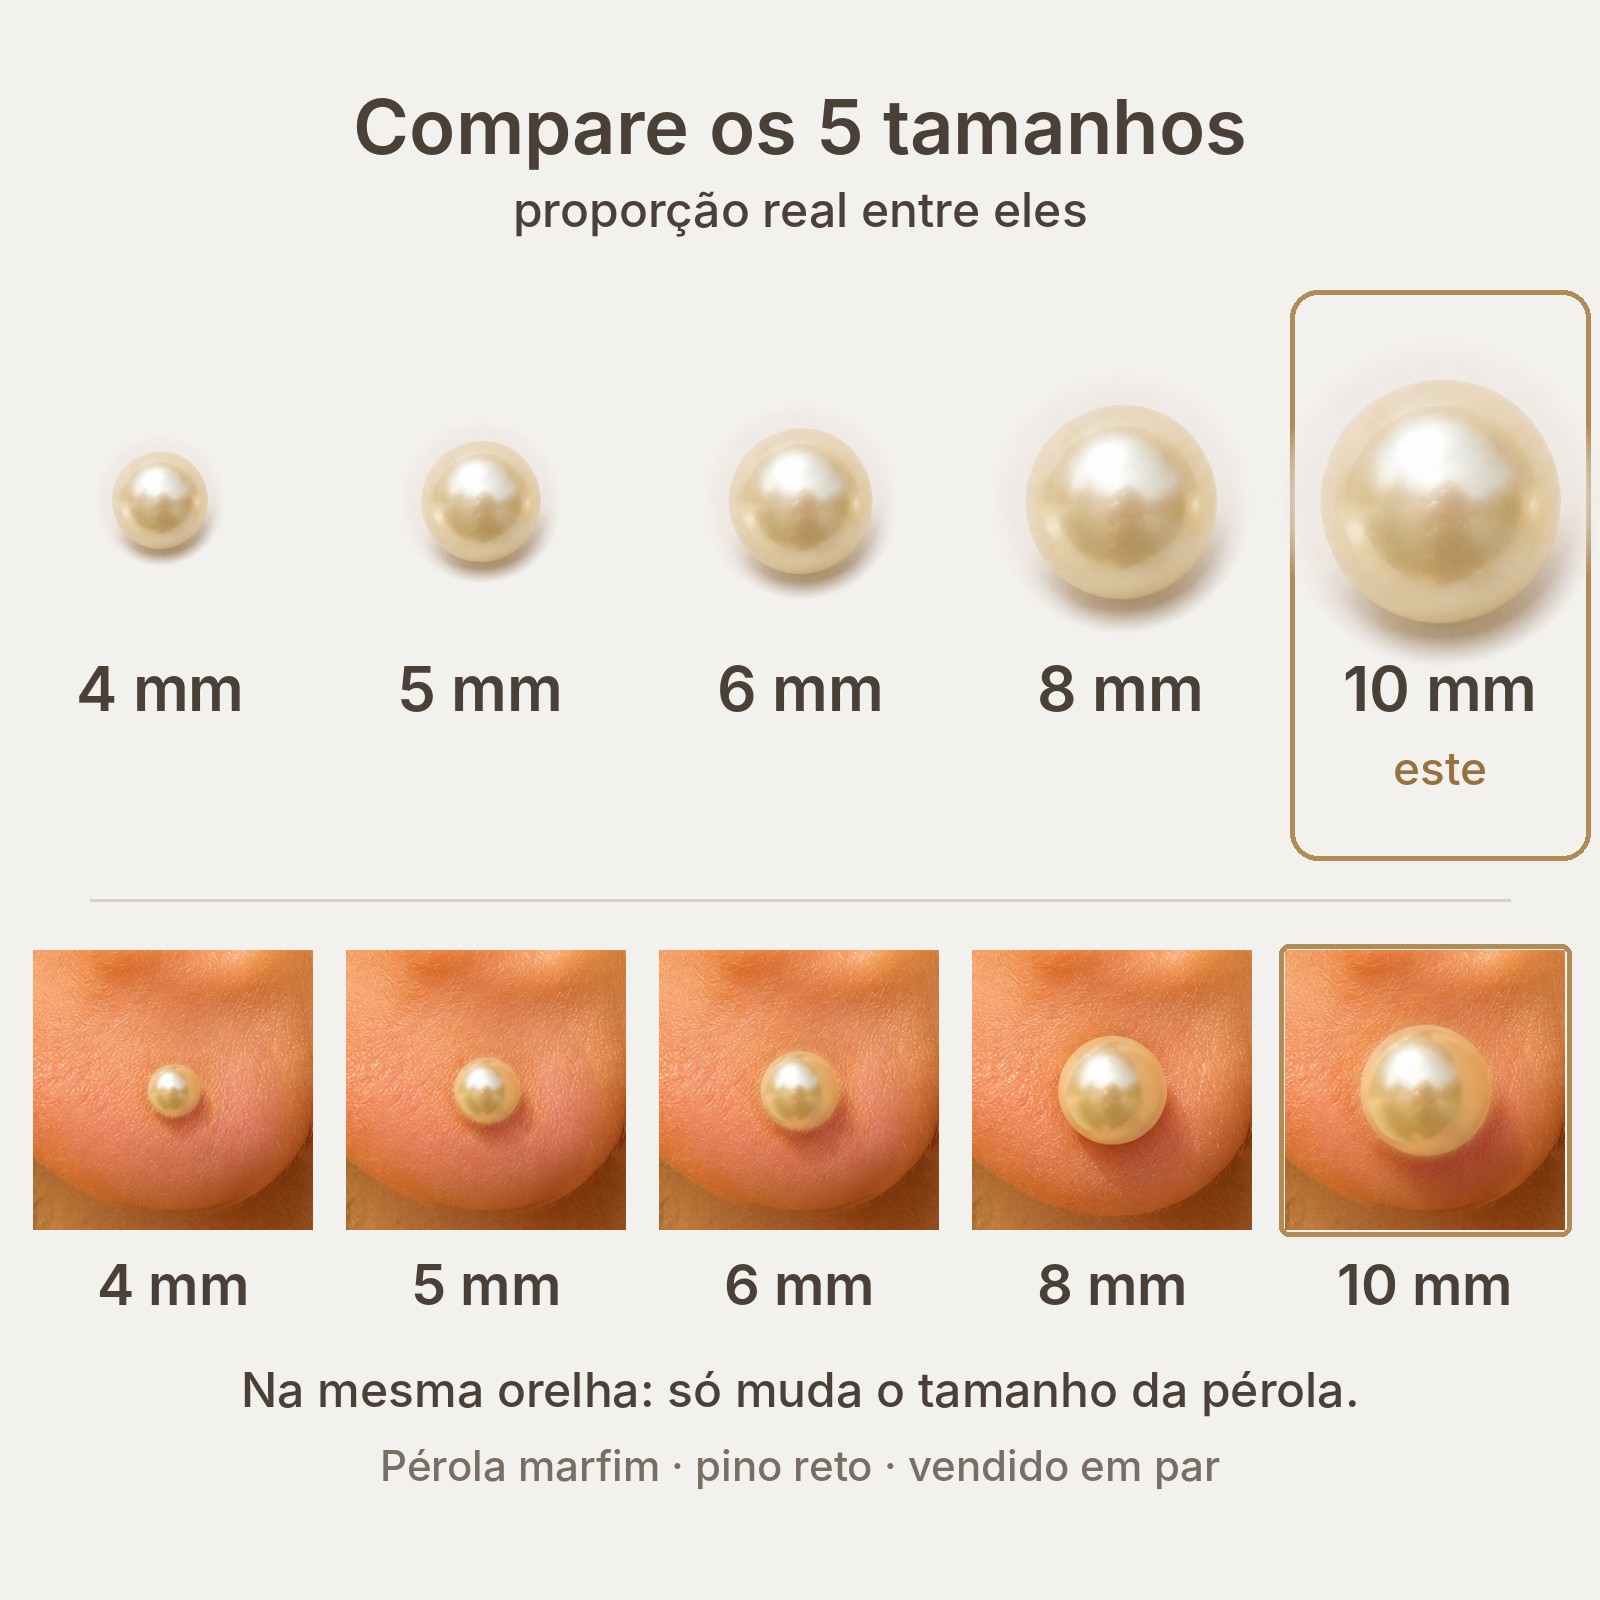 Compare os 5 tamanhos
proporção real entre eles
4 mm
5 mm
6 mm
8 mm
10 mm
este
4 mm
5 mm
6 mm
8 mm
10 mm
Na mesma orelha: só muda o tamanho da pérola.
Pérola marfim · pino reto · vendido em par